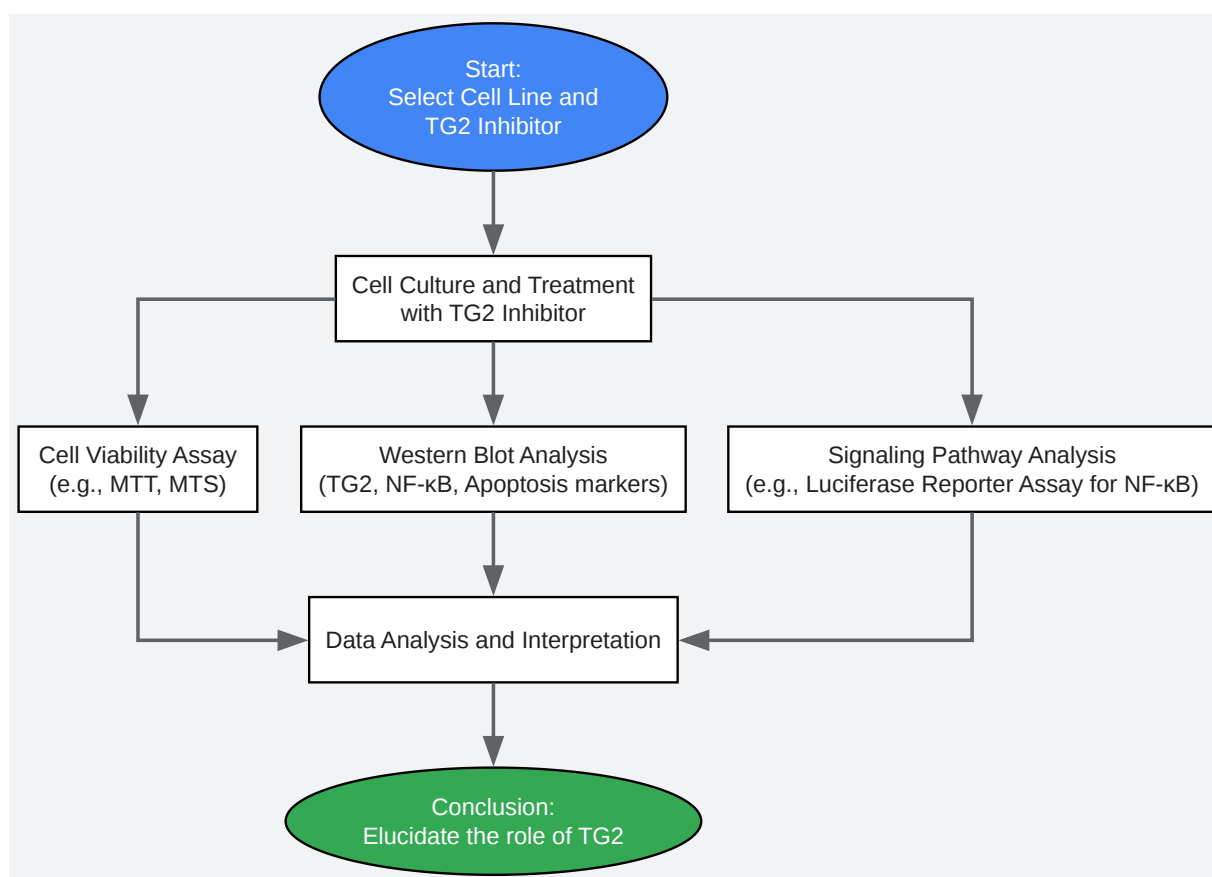 Start:
Select Cell Line and
TG2 Inhibitor
Cell Culture and Treatment
with TG2 Inhibitor
Cell Viability Assay
(e.g., MTT, MTS)
Western Blot Analysis
(TG2, NF-κB, Apoptosis markers)
Signaling Pathway Analysis
(e.g., Luciferase Reporter Assay for NF-κB)
Data Analysis and Interpretation
Conclusion:
Elucidate the role of TG2